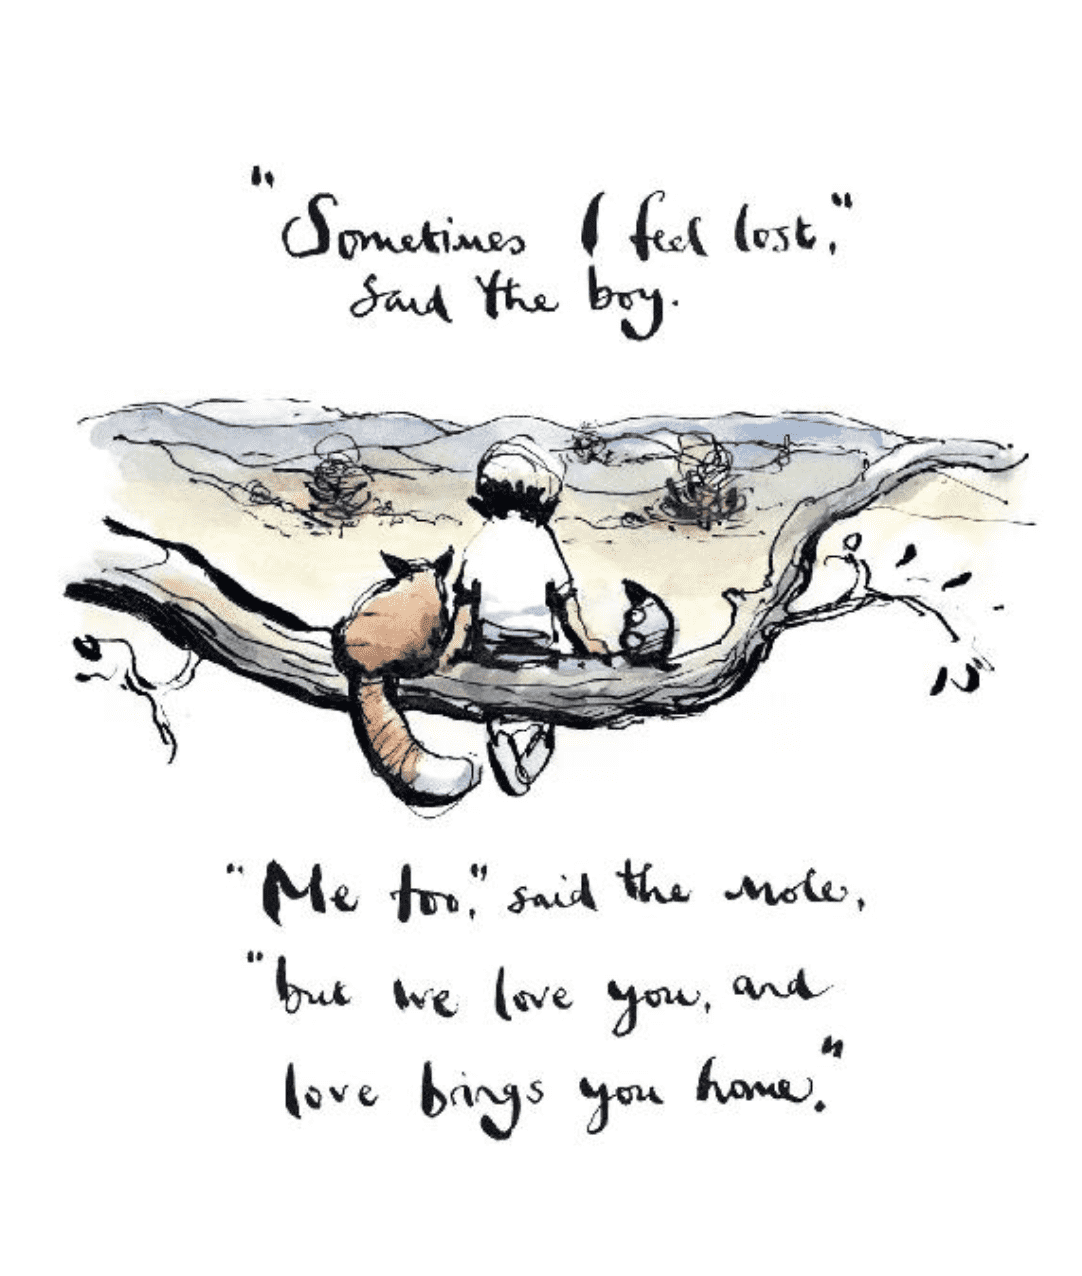 "Sometimes I feel lost,"
said the boy.
"Me too," said the mole,
"but we love you, and
love brings you home."